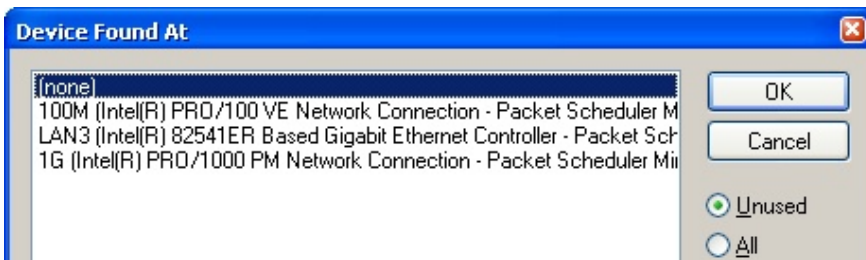 Device Found At
(none)
100M (Intel(R) PRO/100 VE Network Connection - Packet Scheduler M
LAN3 (Intel(R) 82541ER Based Gigabit Ethernet Controller - Packet Sch
1G (Intel(R) PRO/1000 PM Network Connection - Packet Scheduler Mi
OK
Cancel
Unused
All